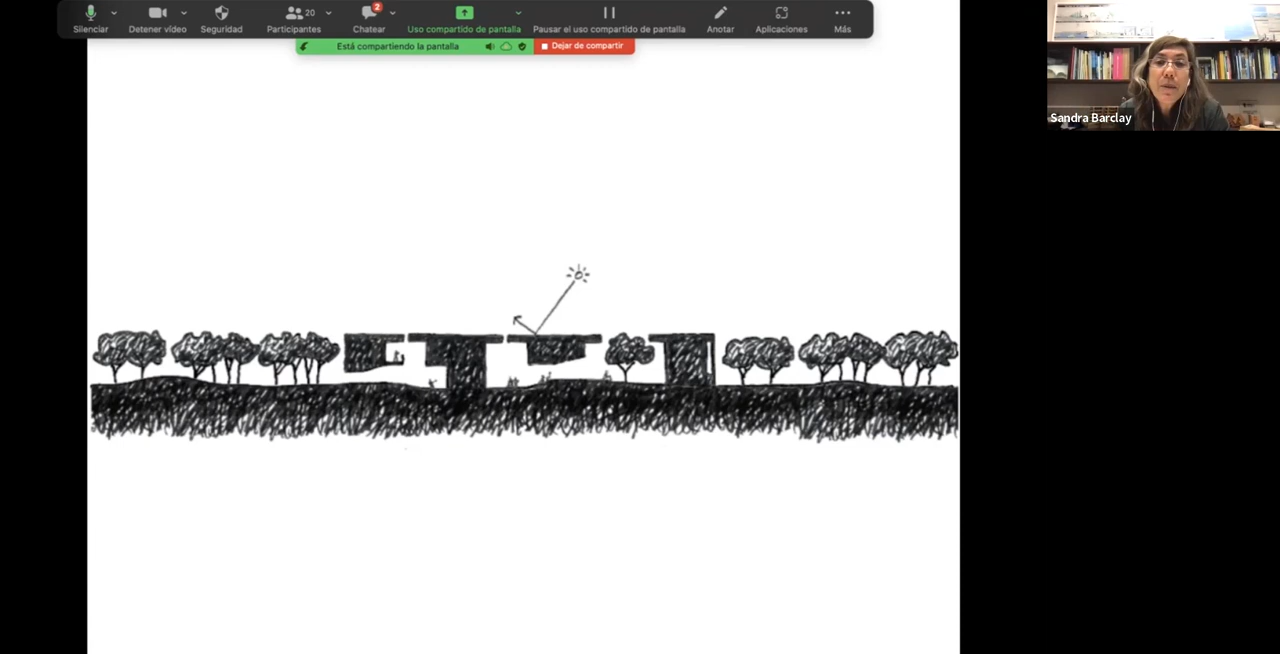 Silenciar
Detener vídeo
Seguridad
20
Participantes
2
Chatear
Uso compartido de pantalla
Pausar el uso compartido de pantalla
Anotar
Aplicaciones
Más
Está compartiendo la pantalla
Dejar de compartir
Sandra Barclay